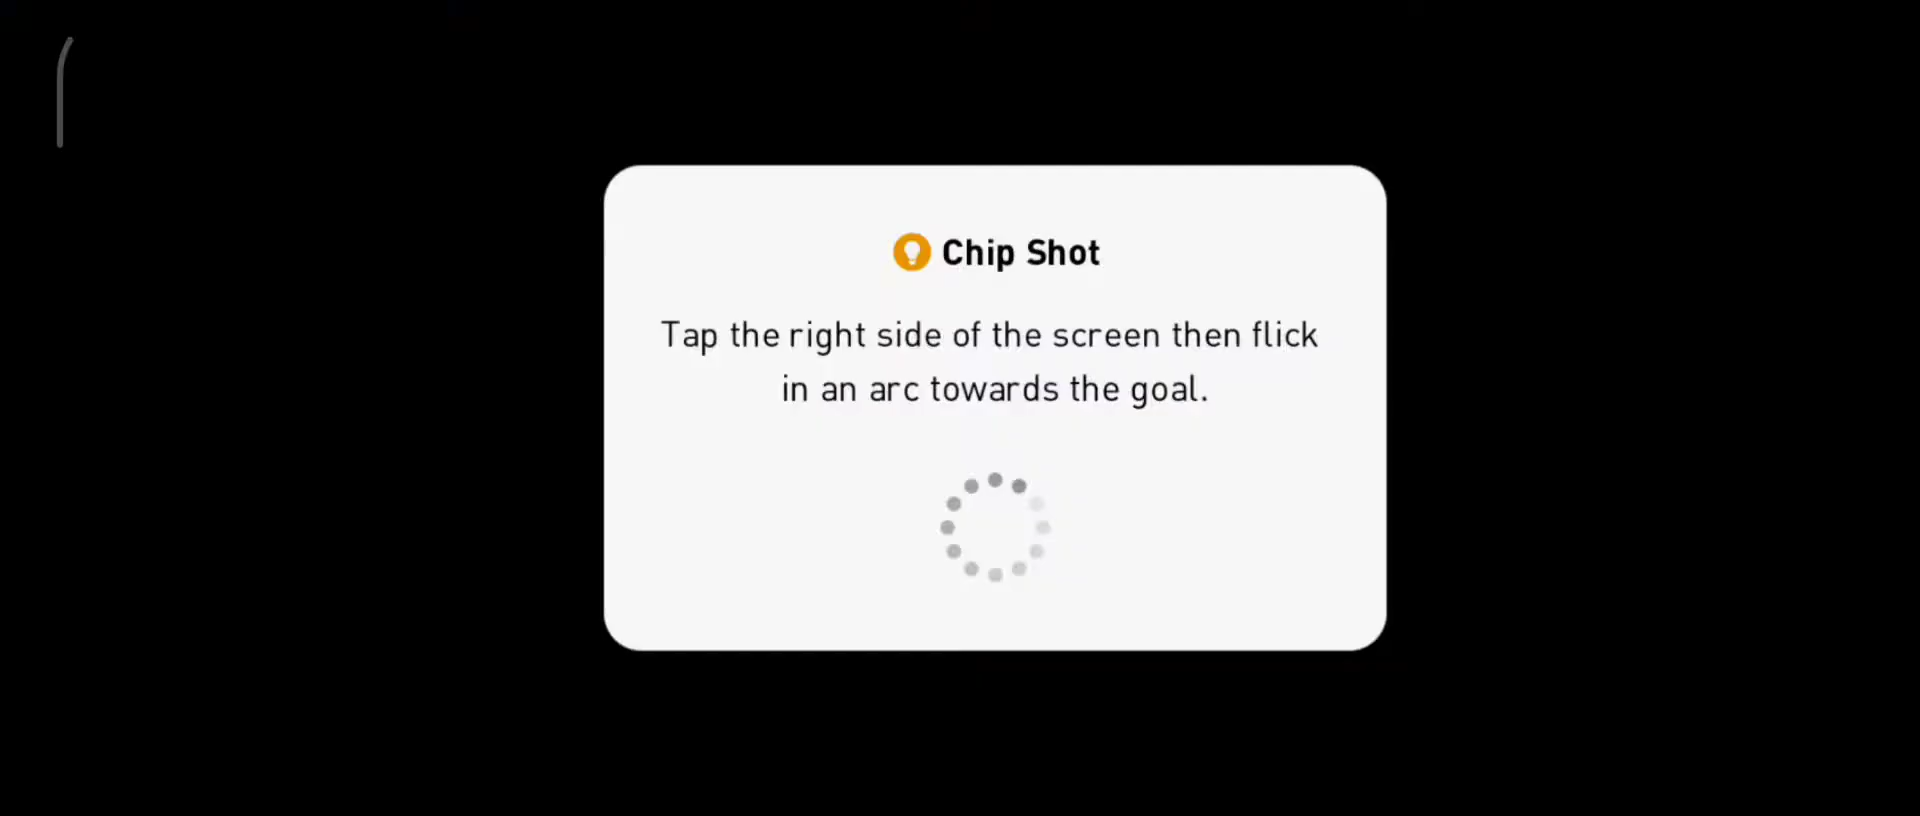 Chip Shot
Tap the right side of the screen then flick
in an arc towards the goal.